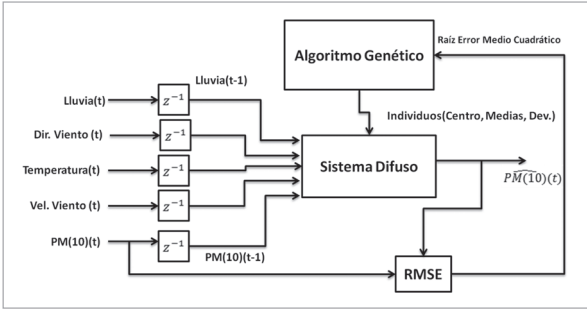 Algoritmo Genético
Raíz Error Medio Cuadrático
Lluvia(t-1)
Lluvia(t)
z⁻¹
Individuos(Centro, Medias, Dev.)
Dir. Viento (t)
z⁻¹
Sistema Difuso
Temperatura(t)
z⁻¹
\widehat{PM(10)}(t)
Vel. Viento (t)
z⁻¹
PM(10)(t)
z⁻¹
PM(10)(t-1)
RMSE